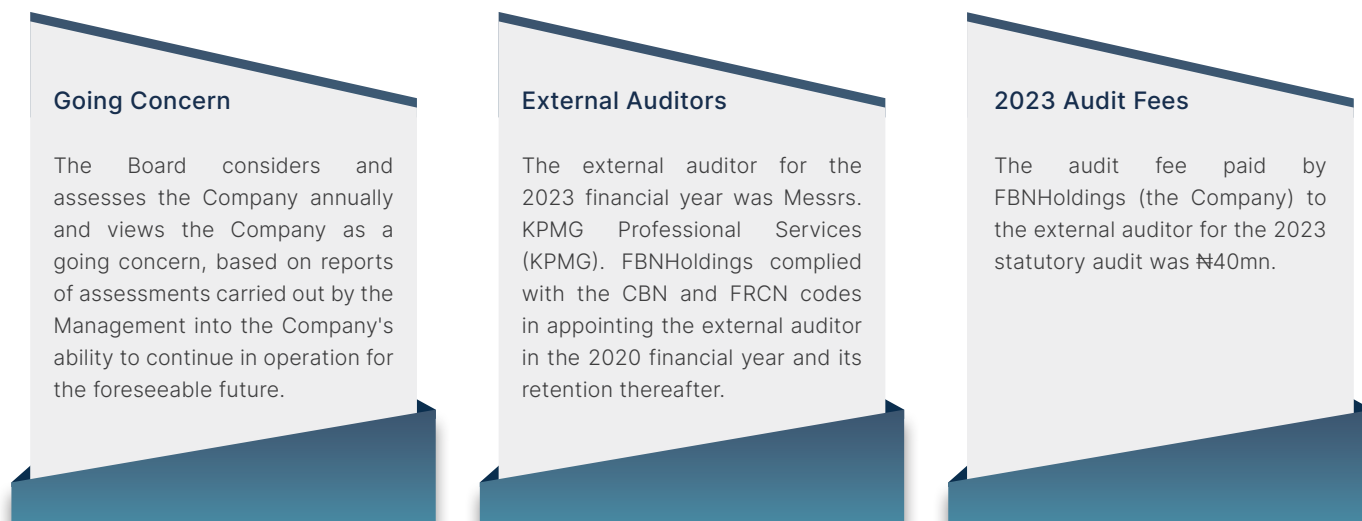 Going Concern
The Board considers and
assesses the Company annually
and views the Company as a
going concern, based on reports
of assessments carried out by the
Management into the Company's
ability to continue in operation for
the foreseeable future.
External Auditors
The external auditor for the
2023 financial year was Messrs.
KPMG Professional Services
(KPMG). FBNHoldings complied
with the CBN and FRCN codes
in appointing the external auditor
in the 2020 financial year and its
retention thereafter.
2023 Audit Fees
The audit fee paid by
FBNHoldings (the Company) to
the external auditor for the 2023
statutory audit was ₦40mn.